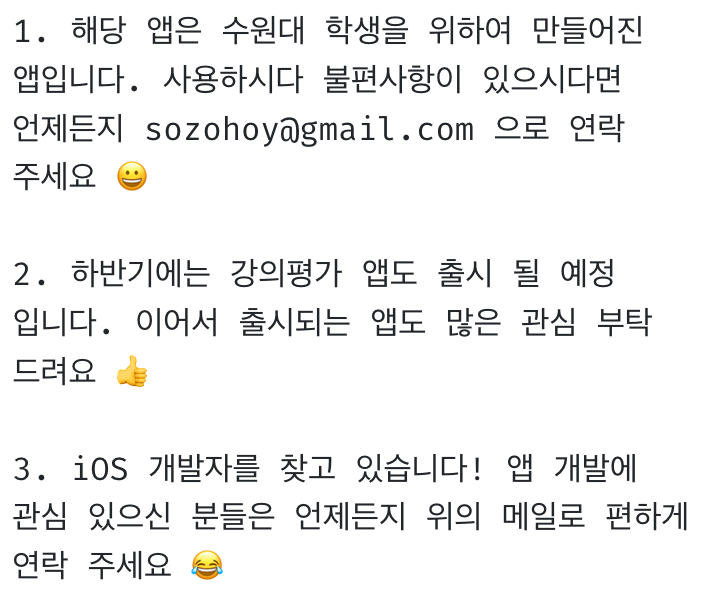 1. 해당 앱은 수원대 학생을 위하여 만들어진
앱입니다. 사용하시다 불편사항이 있으시다면
언제든지 sozohoy@gmail.com 으로 연락
주세요 😀
2. 하반기에는 강의평가 앱도 출시 될 예정
입니다. 이어서 출시되는 앱도 많은 관심 부탁
드려요 👍
3. iOS 개발자를 찾고 있습니다! 앱 개발에
관심 있으신 분들은 언제든지 위의 메일로 편하게
연락 주세요 😂